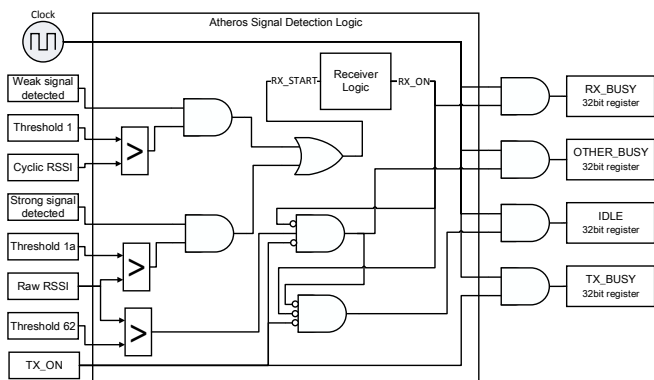 Clock
Atheros Signal Detection Logic
Weak signal
detected
Threshold 1
Cyclic RSSI
Strong signal
detected
Threshold 1a
Raw RSSI
Threshold 62
TX_ON
>
>
>
RX_START
Receiver
Logic
RX_ON
RX_BUSY
32bit register
OTHER_BUSY
32bit register
IDLE
32bit register
TX_BUSY
32bit register